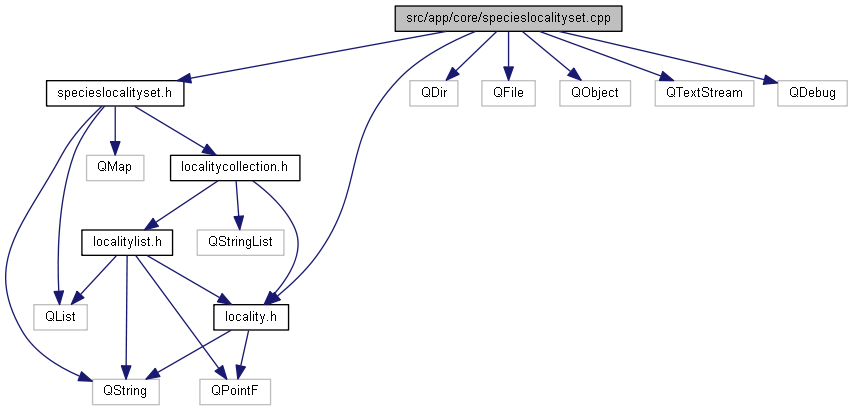 src/app/core/specieslocalityset.cpp
specieslocalityset.h
QDir
QFile
QObject
QTextStream
QDebug
QMap
localitycollection.h
localitylist.h
QStringList
QList
locality.h
QString
QPointF